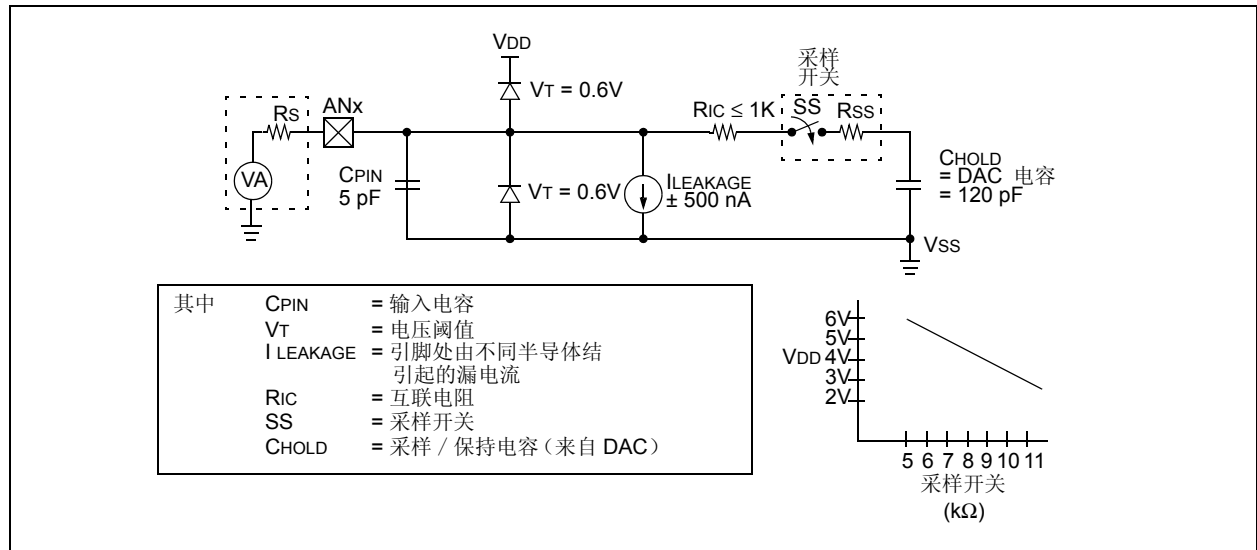 VDD
采样
开关
VT = 0.6V
RS
ANx
RIC ≤ 1K
SS
RSS
VA
CPIN
5 pF
VT = 0.6V
ILEAKAGE
± 500 nA
CHOLD
= DAC 电容
= 120 pF
VSS
其中 CPIN = 输入电容
VT = 电压阈值
I LEAKAGE = 引脚处由不同半导体结
引起的漏电流
RIC = 互联电阻
SS = 采样开关
CHOLD = 采样 / 保持电容（来自 DAC）
6V
5V
VDD 4V
3V
2V
5 6 7 8 9 10 11
采样开关
(kΩ)